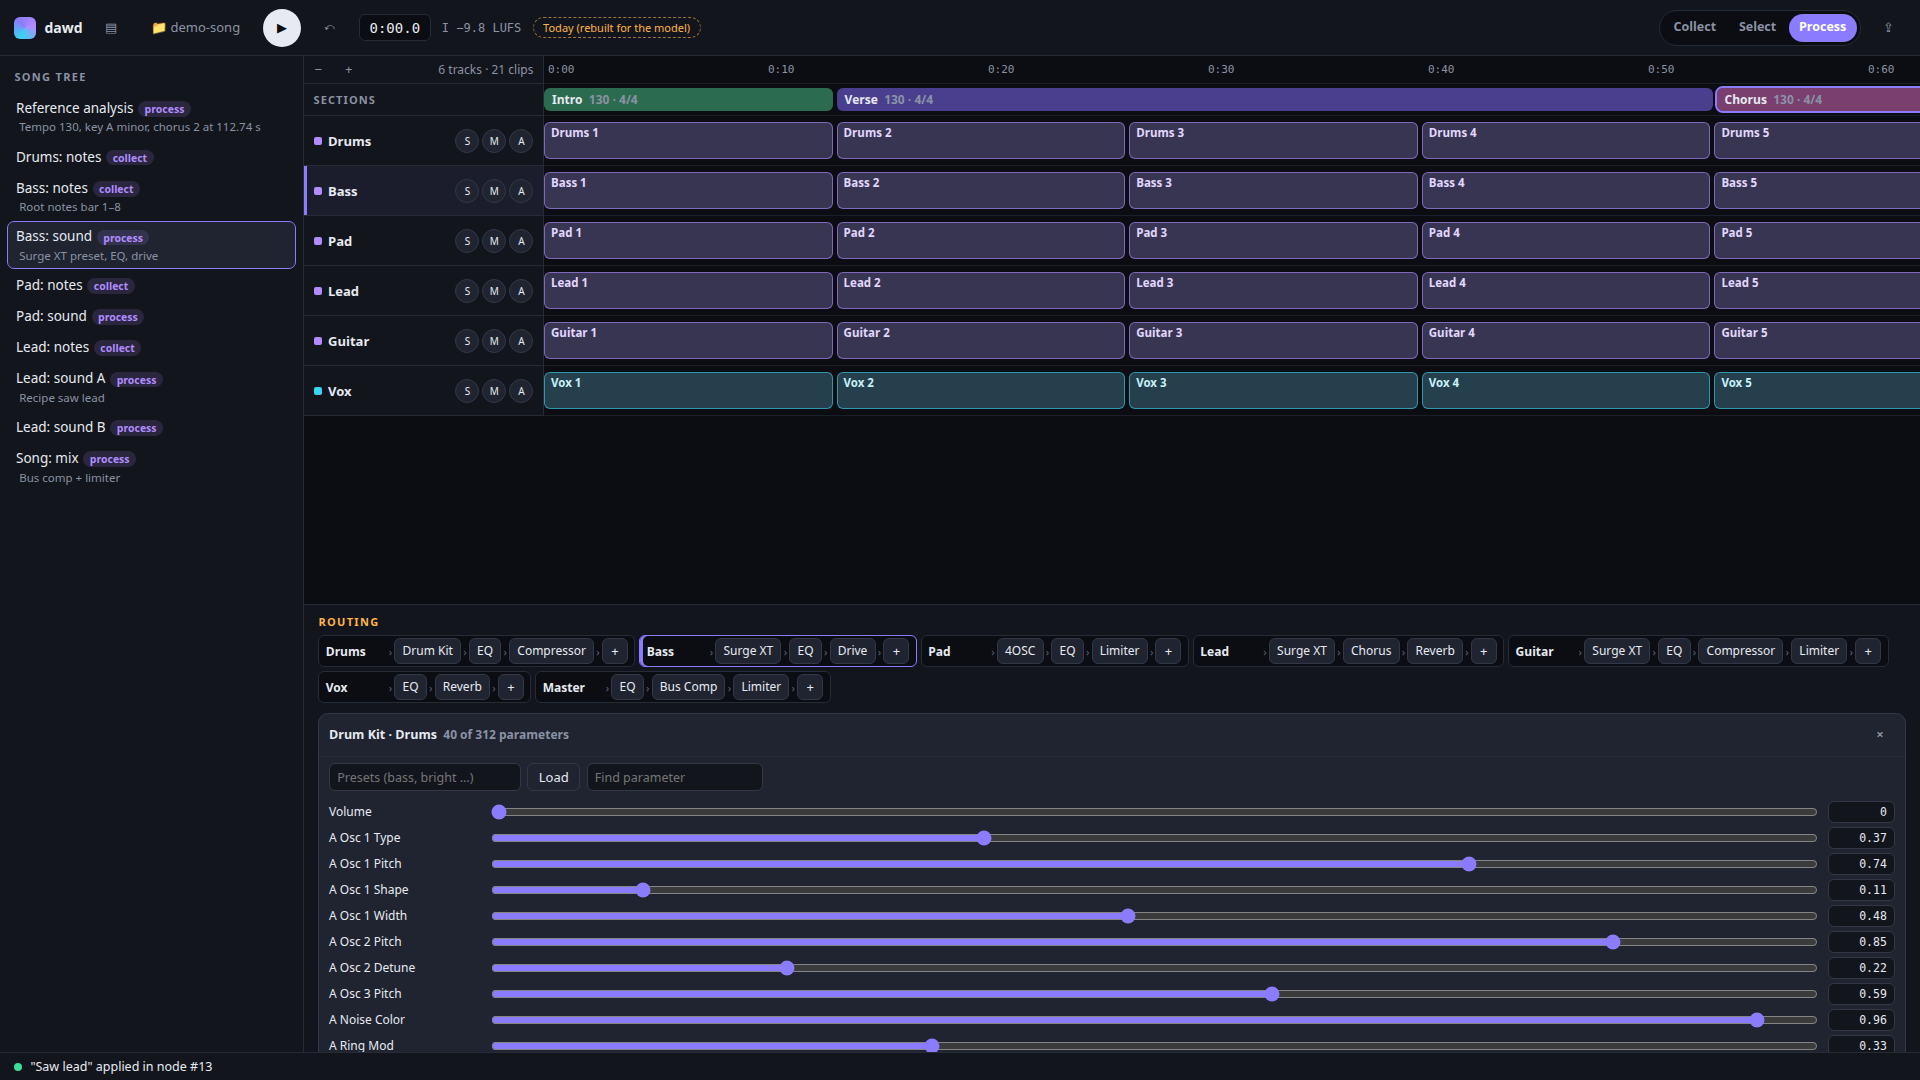 dawd
demo-song
0:00.0
I −9.8 LUFS
Today (rebuilt for the model)
Collect
Select
Process
SONG TREE
Reference analysis process
Tempo 130, key A minor, chorus 2 at 112.74 s
Drums: notes collect
Bass: notes collect
Root notes bar 1–8
Bass: sound process
Surge XT preset, EQ, drive
Pad: notes collect
Pad: sound process
Lead: notes collect
Lead: sound A process
Recipe saw lead
Lead: sound B process
Song: mix process
Bus comp + limiter
− + 6 tracks · 21 clips
0:00 0:10 0:20 0:30 0:40 0:50 0:60
SECTIONS
Intro 130 · 4/4
Verse 130 · 4/4
Chorus 130 · 4/4
Drums S M A
Drums 1 Drums 2 Drums 3 Drums 4 Drums 5
Bass S M A
Bass 1 Bass 2 Bass 3 Bass 4 Bass 5
Pad S M A
Pad 1 Pad 2 Pad 3 Pad 4 Pad 5
Lead S M A
Lead 1 Lead 2 Lead 3 Lead 4 Lead 5
Guitar S M A
Guitar 1 Guitar 2 Guitar 3 Guitar 4 Guitar 5
Vox S M A
Vox 1 Vox 2 Vox 3 Vox 4 Vox 5
ROUTING
Drums › Drum Kit › EQ › Compressor › +
Bass › Surge XT › EQ › Drive › +
Pad › 4OSC › EQ › Limiter › +
Lead › Surge XT › Chorus › Reverb › +
Guitar › Surge XT › EQ › Compressor › Limiter › +
Vox › EQ › Reverb › +
Master › EQ › Bus Comp › Limiter › +
Drum Kit · Drums 40 of 312 parameters ×
Presets (bass, bright ...) Load Find parameter
Volume 0
A Osc 1 Type 0.37
A Osc 1 Pitch 0.74
A Osc 1 Shape 0.11
A Osc 1 Width 0.48
A Osc 2 Pitch 0.85
A Osc 2 Detune 0.22
A Osc 3 Pitch 0.59
A Noise Color 0.96
A Ring Mod 0.33
"Saw lead" applied in node #13